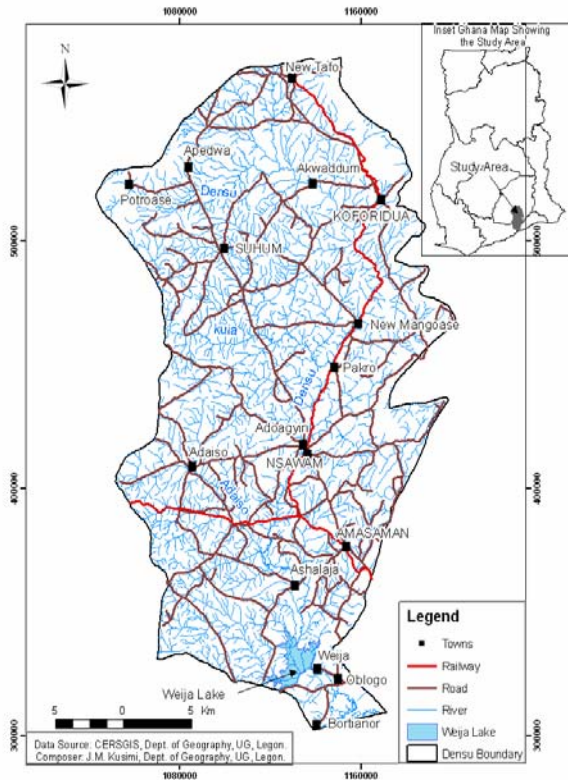 1080000
1160000
Inset Ghana Map Showing
the Study Area
N
New Tafo
Study Area
Apedwa
Akwaddum
Densu
Potroase
KOFORIDUA
500000
500000
SUHUM
New Mangoase
kuia
Pakro
Densu
Adoagyin
Adaiso
NSAWAM
400000
400000
Adaiso
AMASAMAN
Ashalaja
Legend
Towns
Railway
Road
River
Weija Lake
Densu Boundary
Weija
Oblogo
Weija Lake
Bortianor
5 0 5
Km
300000
300000
Data Source: CERSGIS, Dept. of Geography, UG, Legon.
Composer: J.M. Kusimi, Dept. of Geography, UG, Legon.
1080000
1160000